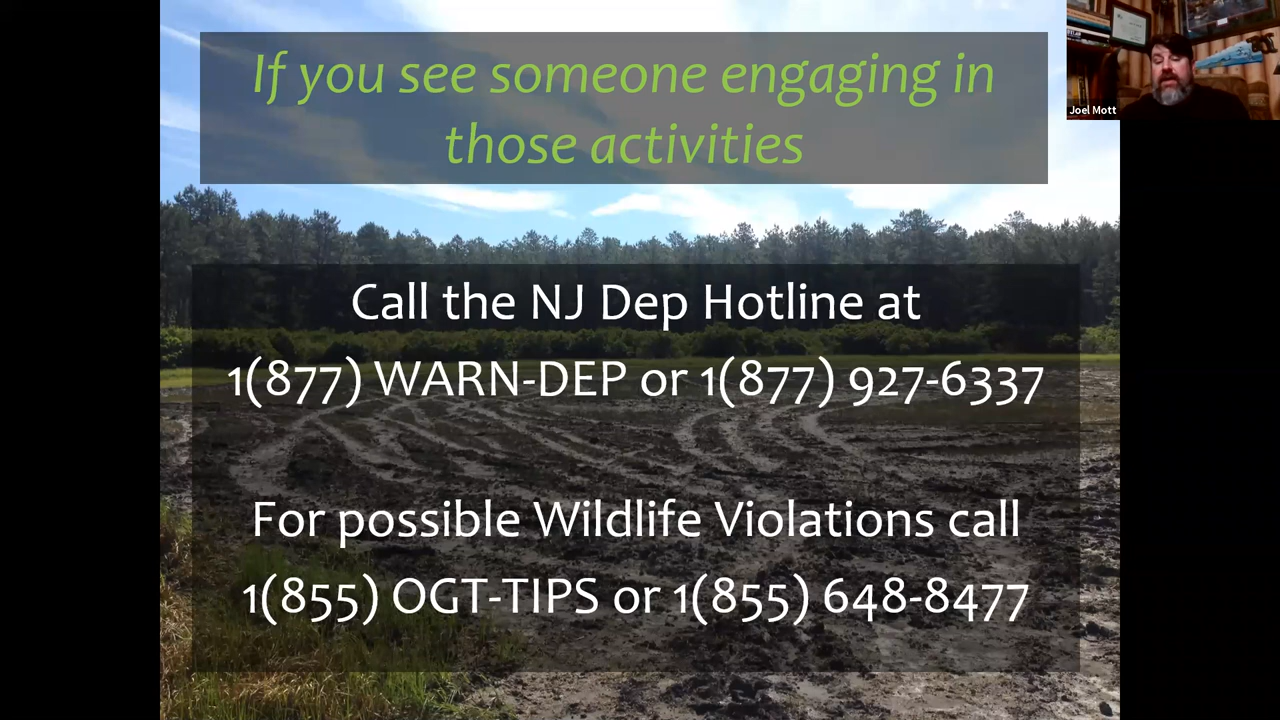 If you see someone engaging in
those activities
Joel Mott
Call the NJ Dep Hotline at
1(877) WARN-DEP or 1(877) 927-6337
For possible Wildlife Violations call
1(855) OGT-TIPS or 1(855) 648-8477